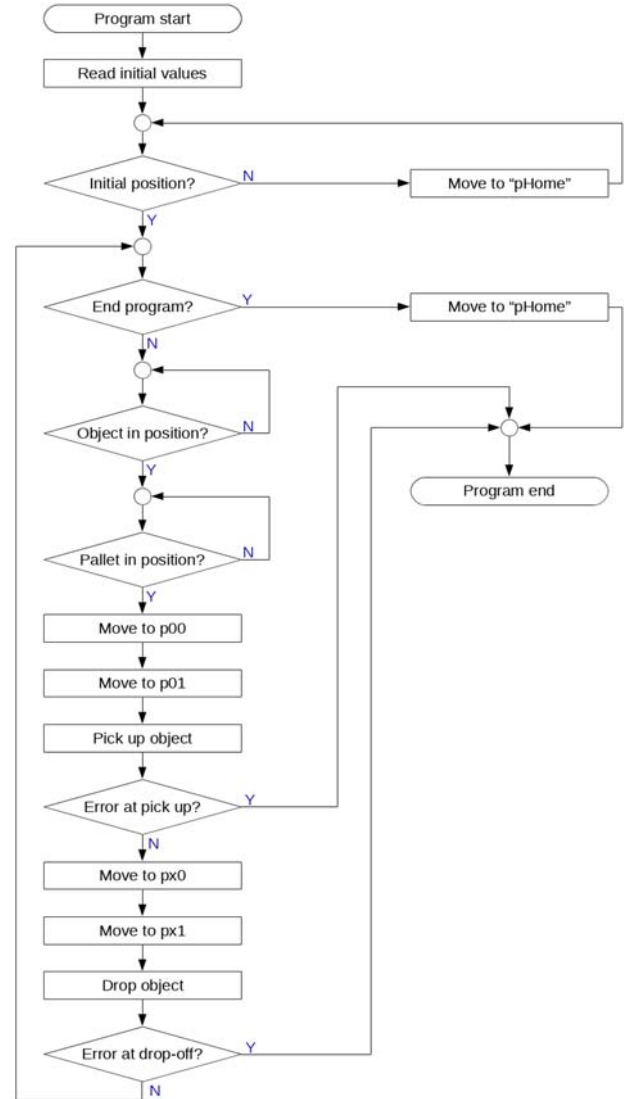 Program start
Read initial values
Initial position?
N
Move to “pHome”
Y
End program?
Y
Move to “pHome”
N
Object in position?
N
Y
Program end
Pallet in position?
N
Y
Move to p00
Move to p01
Pick up object
Error at pick up?
Y
N
Move to px0
Move to px1
Drop object
Error at drop-off?
Y
N